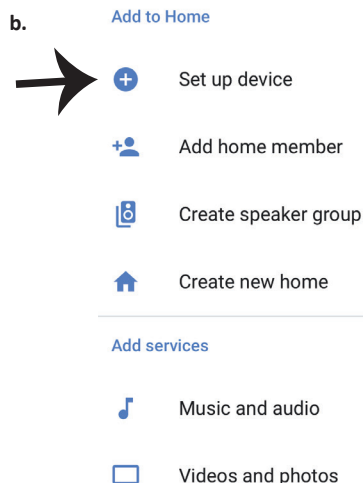 b.
Add to Home
Set up device
Add home member
Create speaker group
Create new home
Add services
Music and audio
Videos and photos